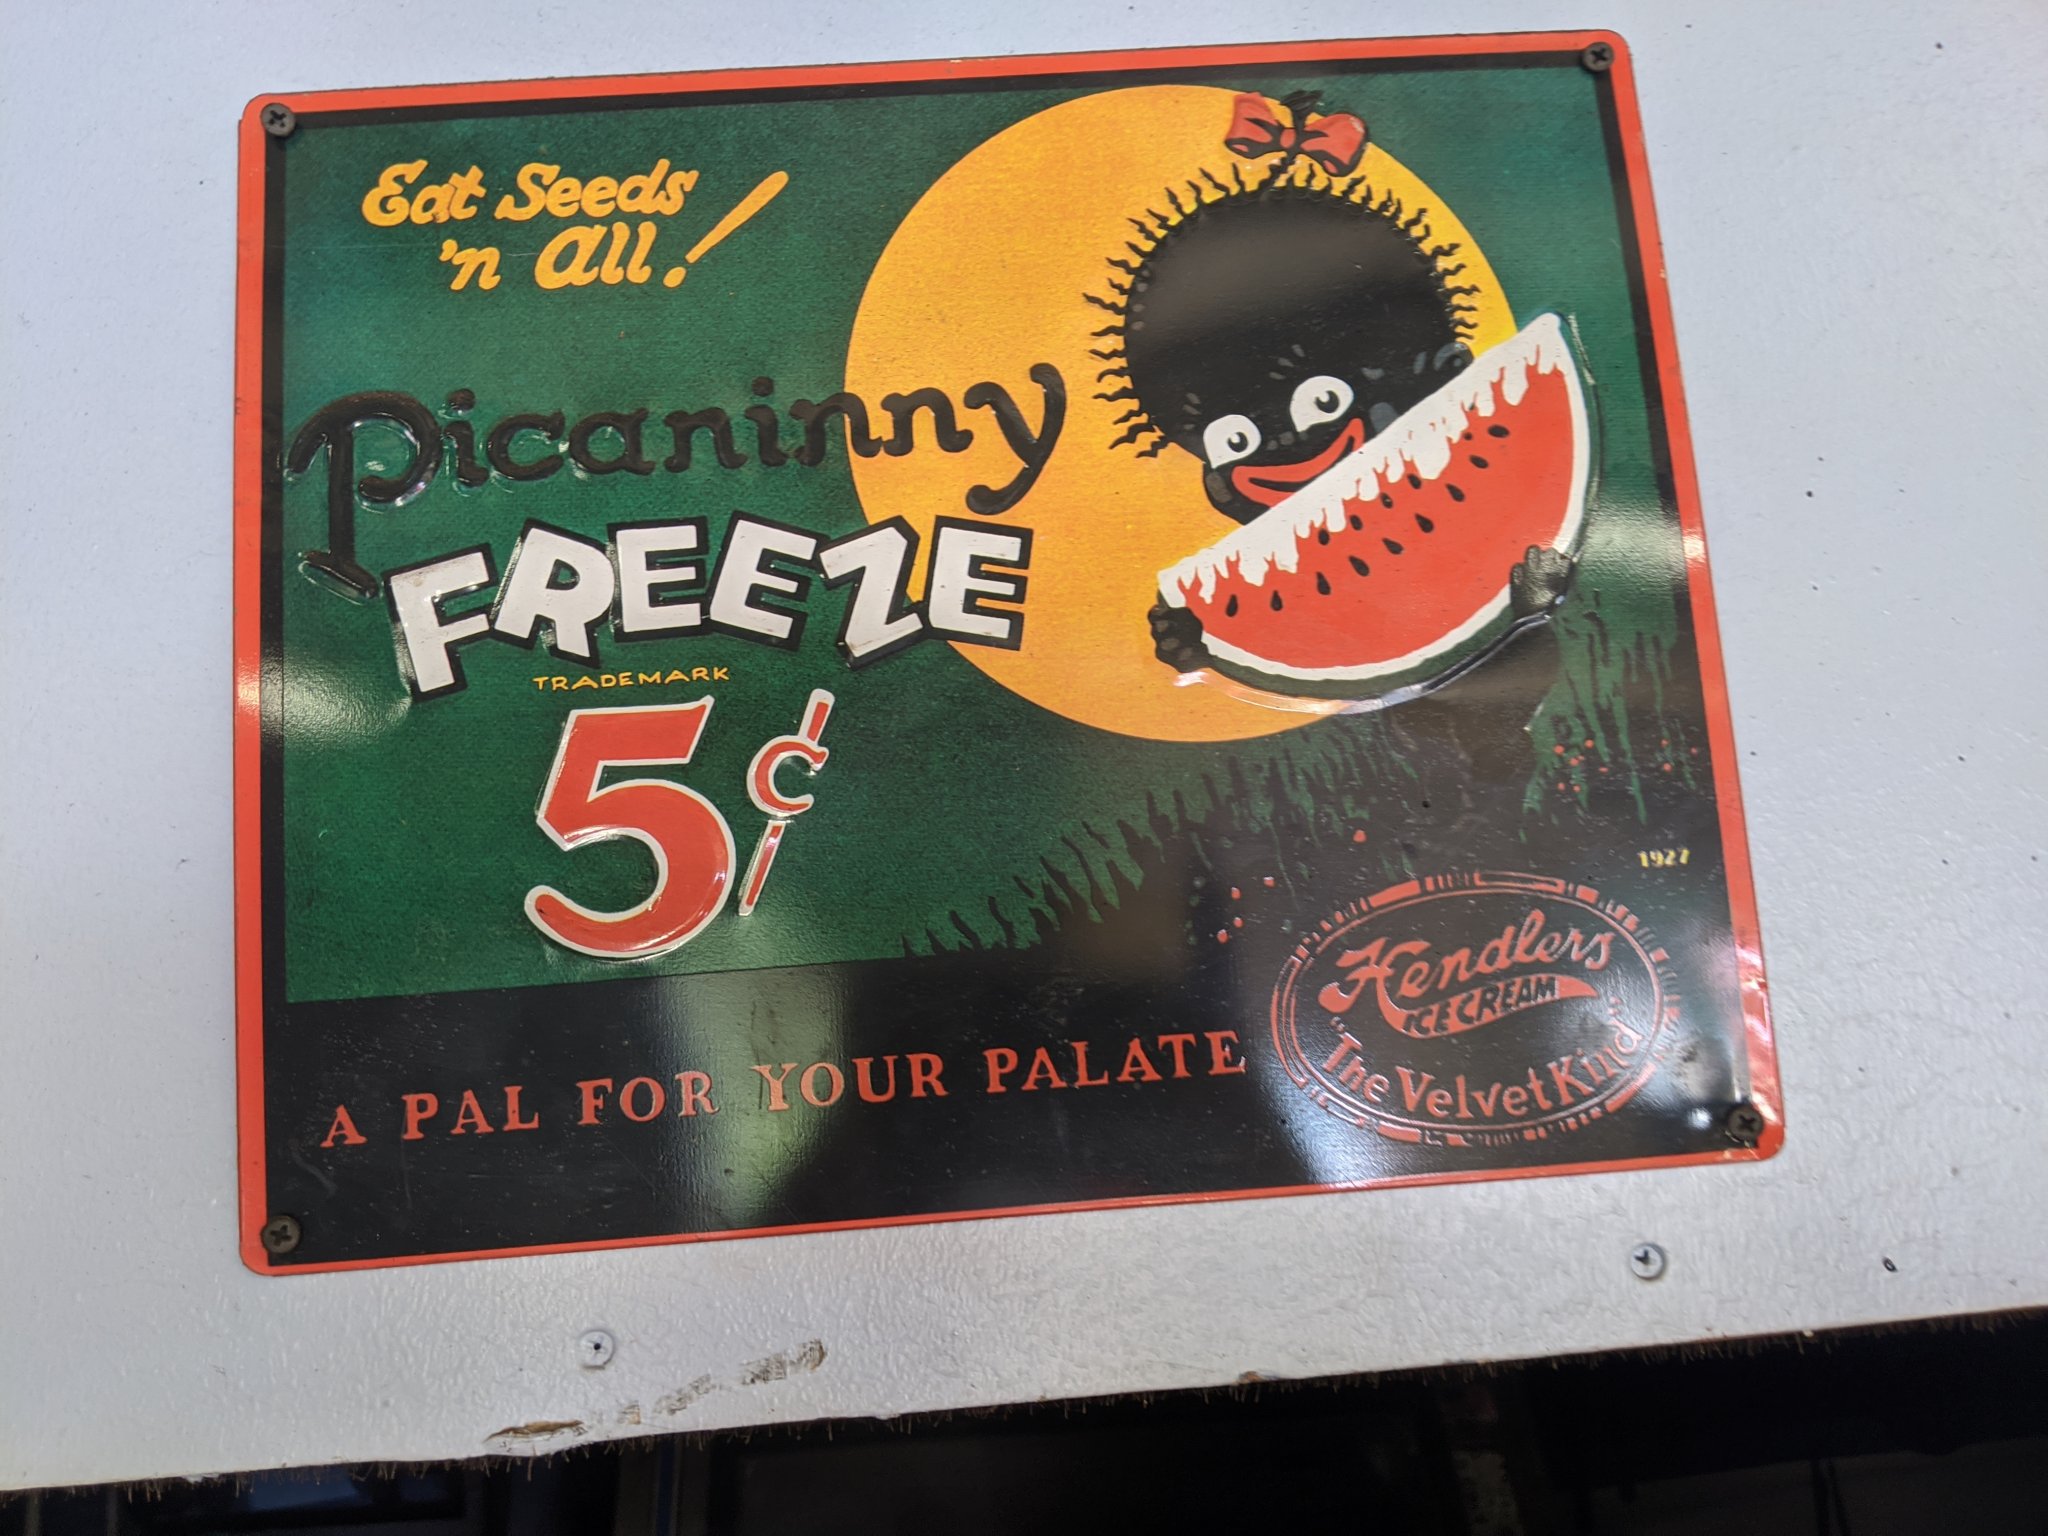 Eat Seeds
'n all!
Picaninny
FREEZE
TRADEMARK
5¢
1927
Hendlers
ICE CREAM
"The Velvet Kind"
A PAL FOR YOUR PALATE